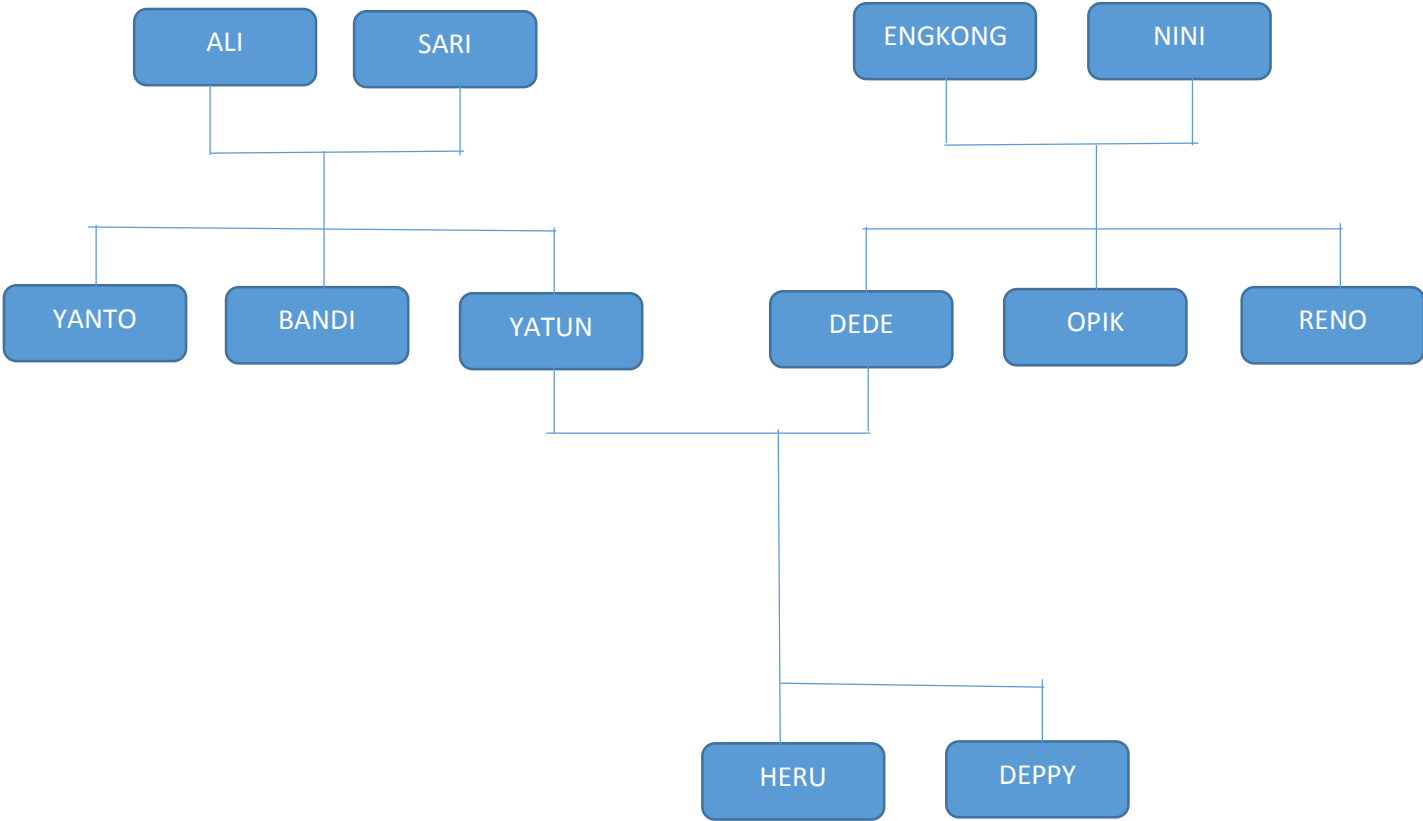 ALI
SARI
ENGKONG
NINI
YANTO
BANDI
YATUN
DEDE
OPIK
RENO
HERU
DEPPY